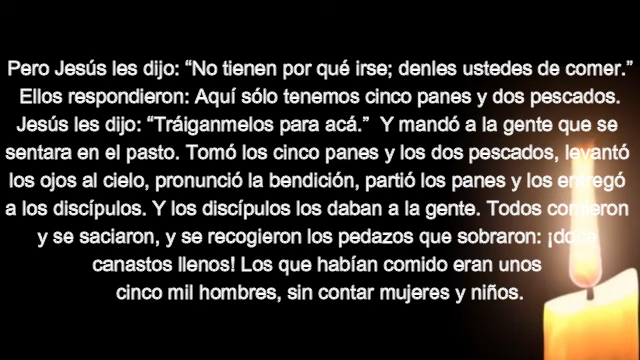 Pero Jesús les dijo: “No tienen por qué irse; denles ustedes de comer.”
Ellos respondieron: Aquí sólo tenemos cinco panes y dos pescados.
Jesús les dijo: “Tráiganmelos para acá.” Y mandó a la gente que se
sentara en el pasto. Tomó los cinco panes y los dos pescados, levantó
los ojos al cielo, pronunció la bendición, partió los panes y los entregó
a los discípulos. Y los discípulos los daban a la gente. Todos comieron
y se saciaron, y se recogieron los pedazos que sobraron: ¡doce
canastos llenos! Los que habían comido eran unos
cinco mil hombres, sin contar mujeres y niños.